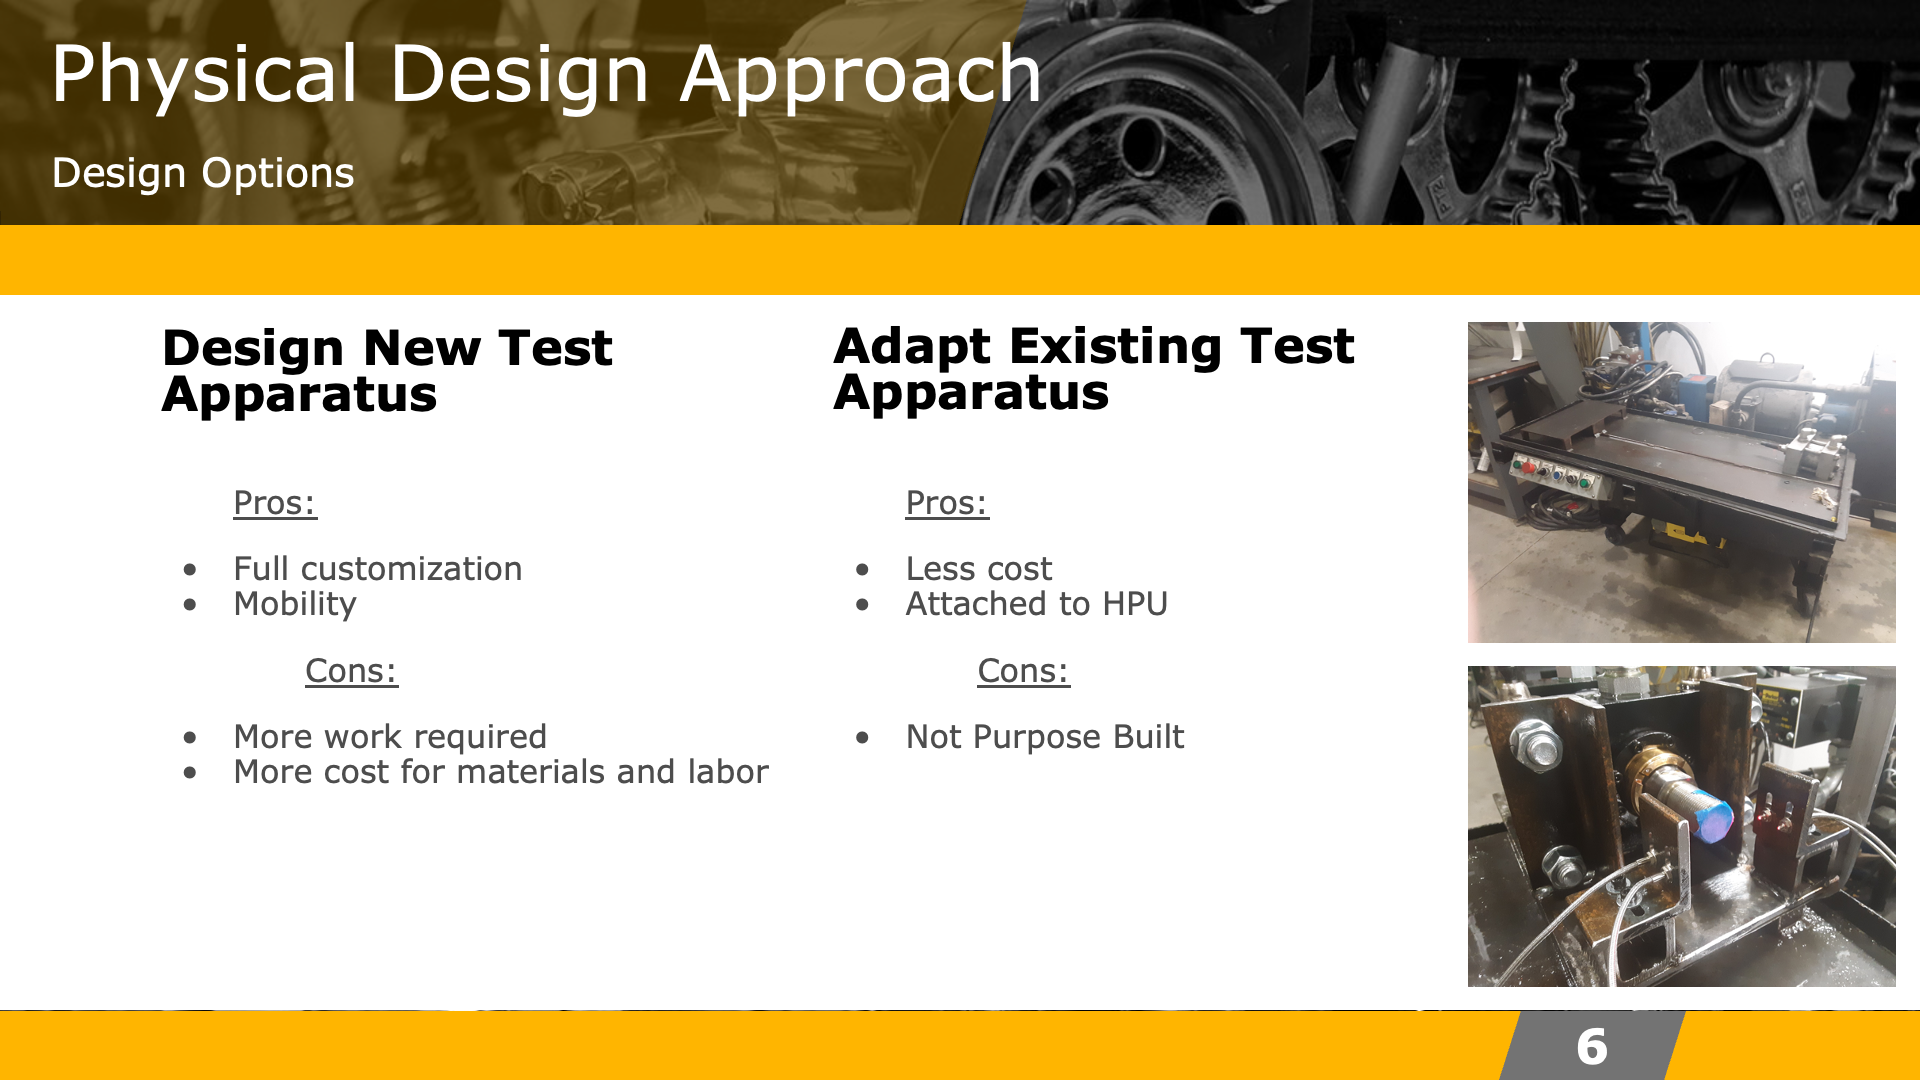 Physical Design Approach
Design Options
Design New Test
Apparatus
Pros:
• Full customization
• Mobility
Cons:
• More work required
• More cost for materials and labor
Adapt Existing Test
Apparatus
Pros:
• Less cost
• Attached to HPU
Cons:
• Not Purpose Built
6